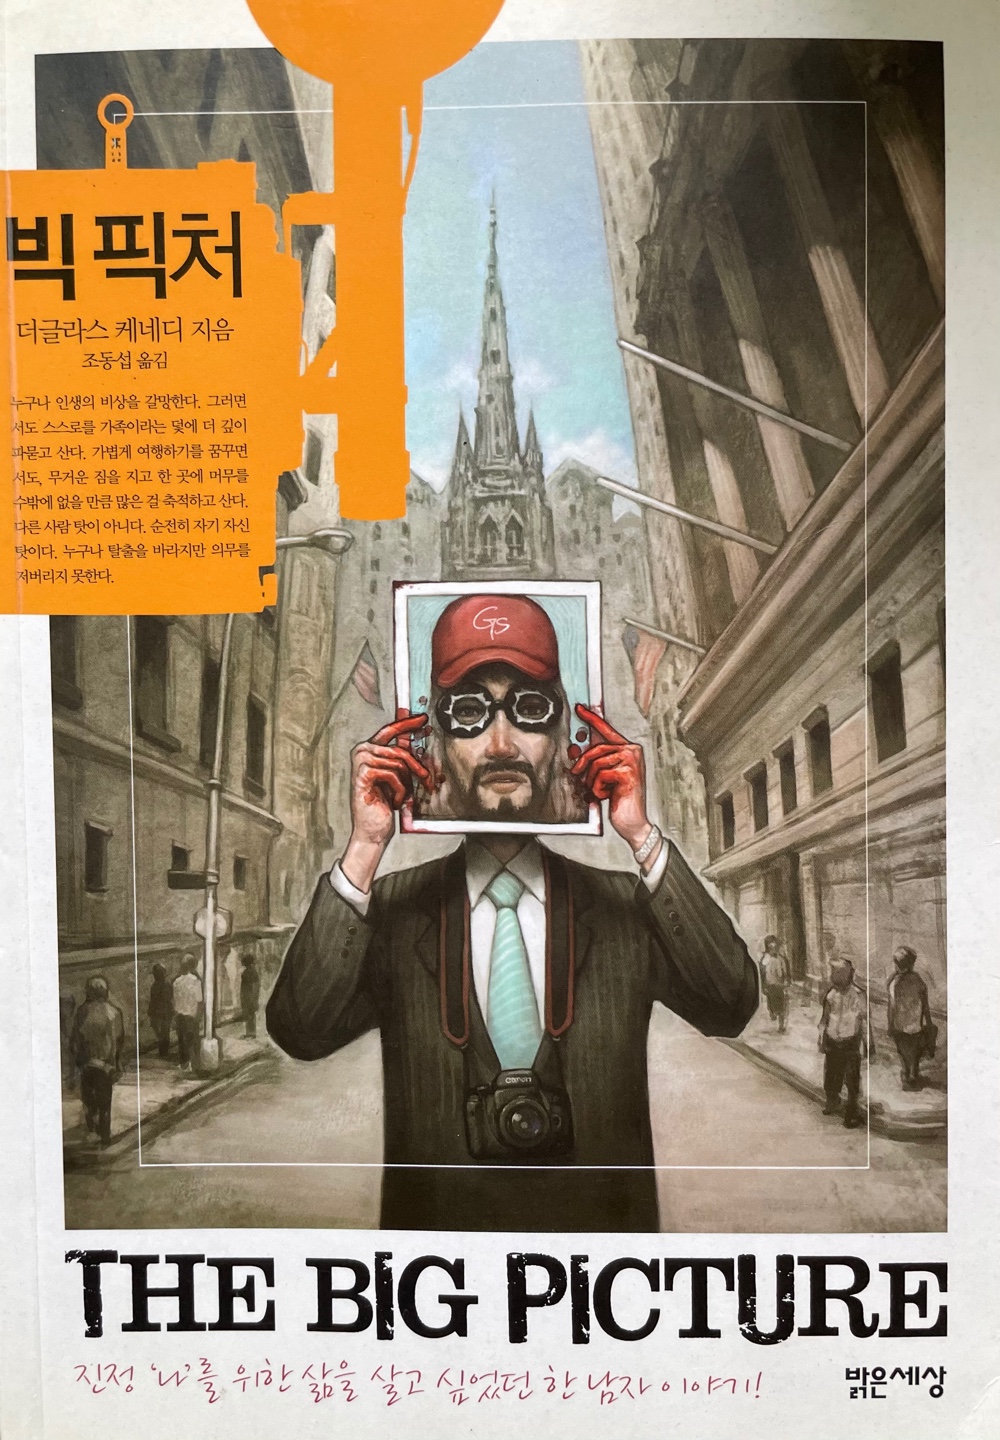 빅 픽처
더글라스 케네디 지음
조동섭 옮김
누구나 인생의 비상을 갈망한다. 그러면
서도 스스로를 가족이라는 덫에 더 깊이
파묻고 산다. 가볍게 여행하기를 꿈꾸면
서도, 무거운 짐을 지고 한 곳에 머무를
수밖에 없을 만큼 많은 걸 축적하고 산다.
다른 사람 탓이 아니다. 순전히 자기 자신
탓이다. 누구나 탈출을 바라지만 의무를
저버리지 못한다.
GS
Canon
THE BIG PICTURE
진정 '나'를 위한 삶을 살고 싶었던 한 남자 이야기!
밝은세상